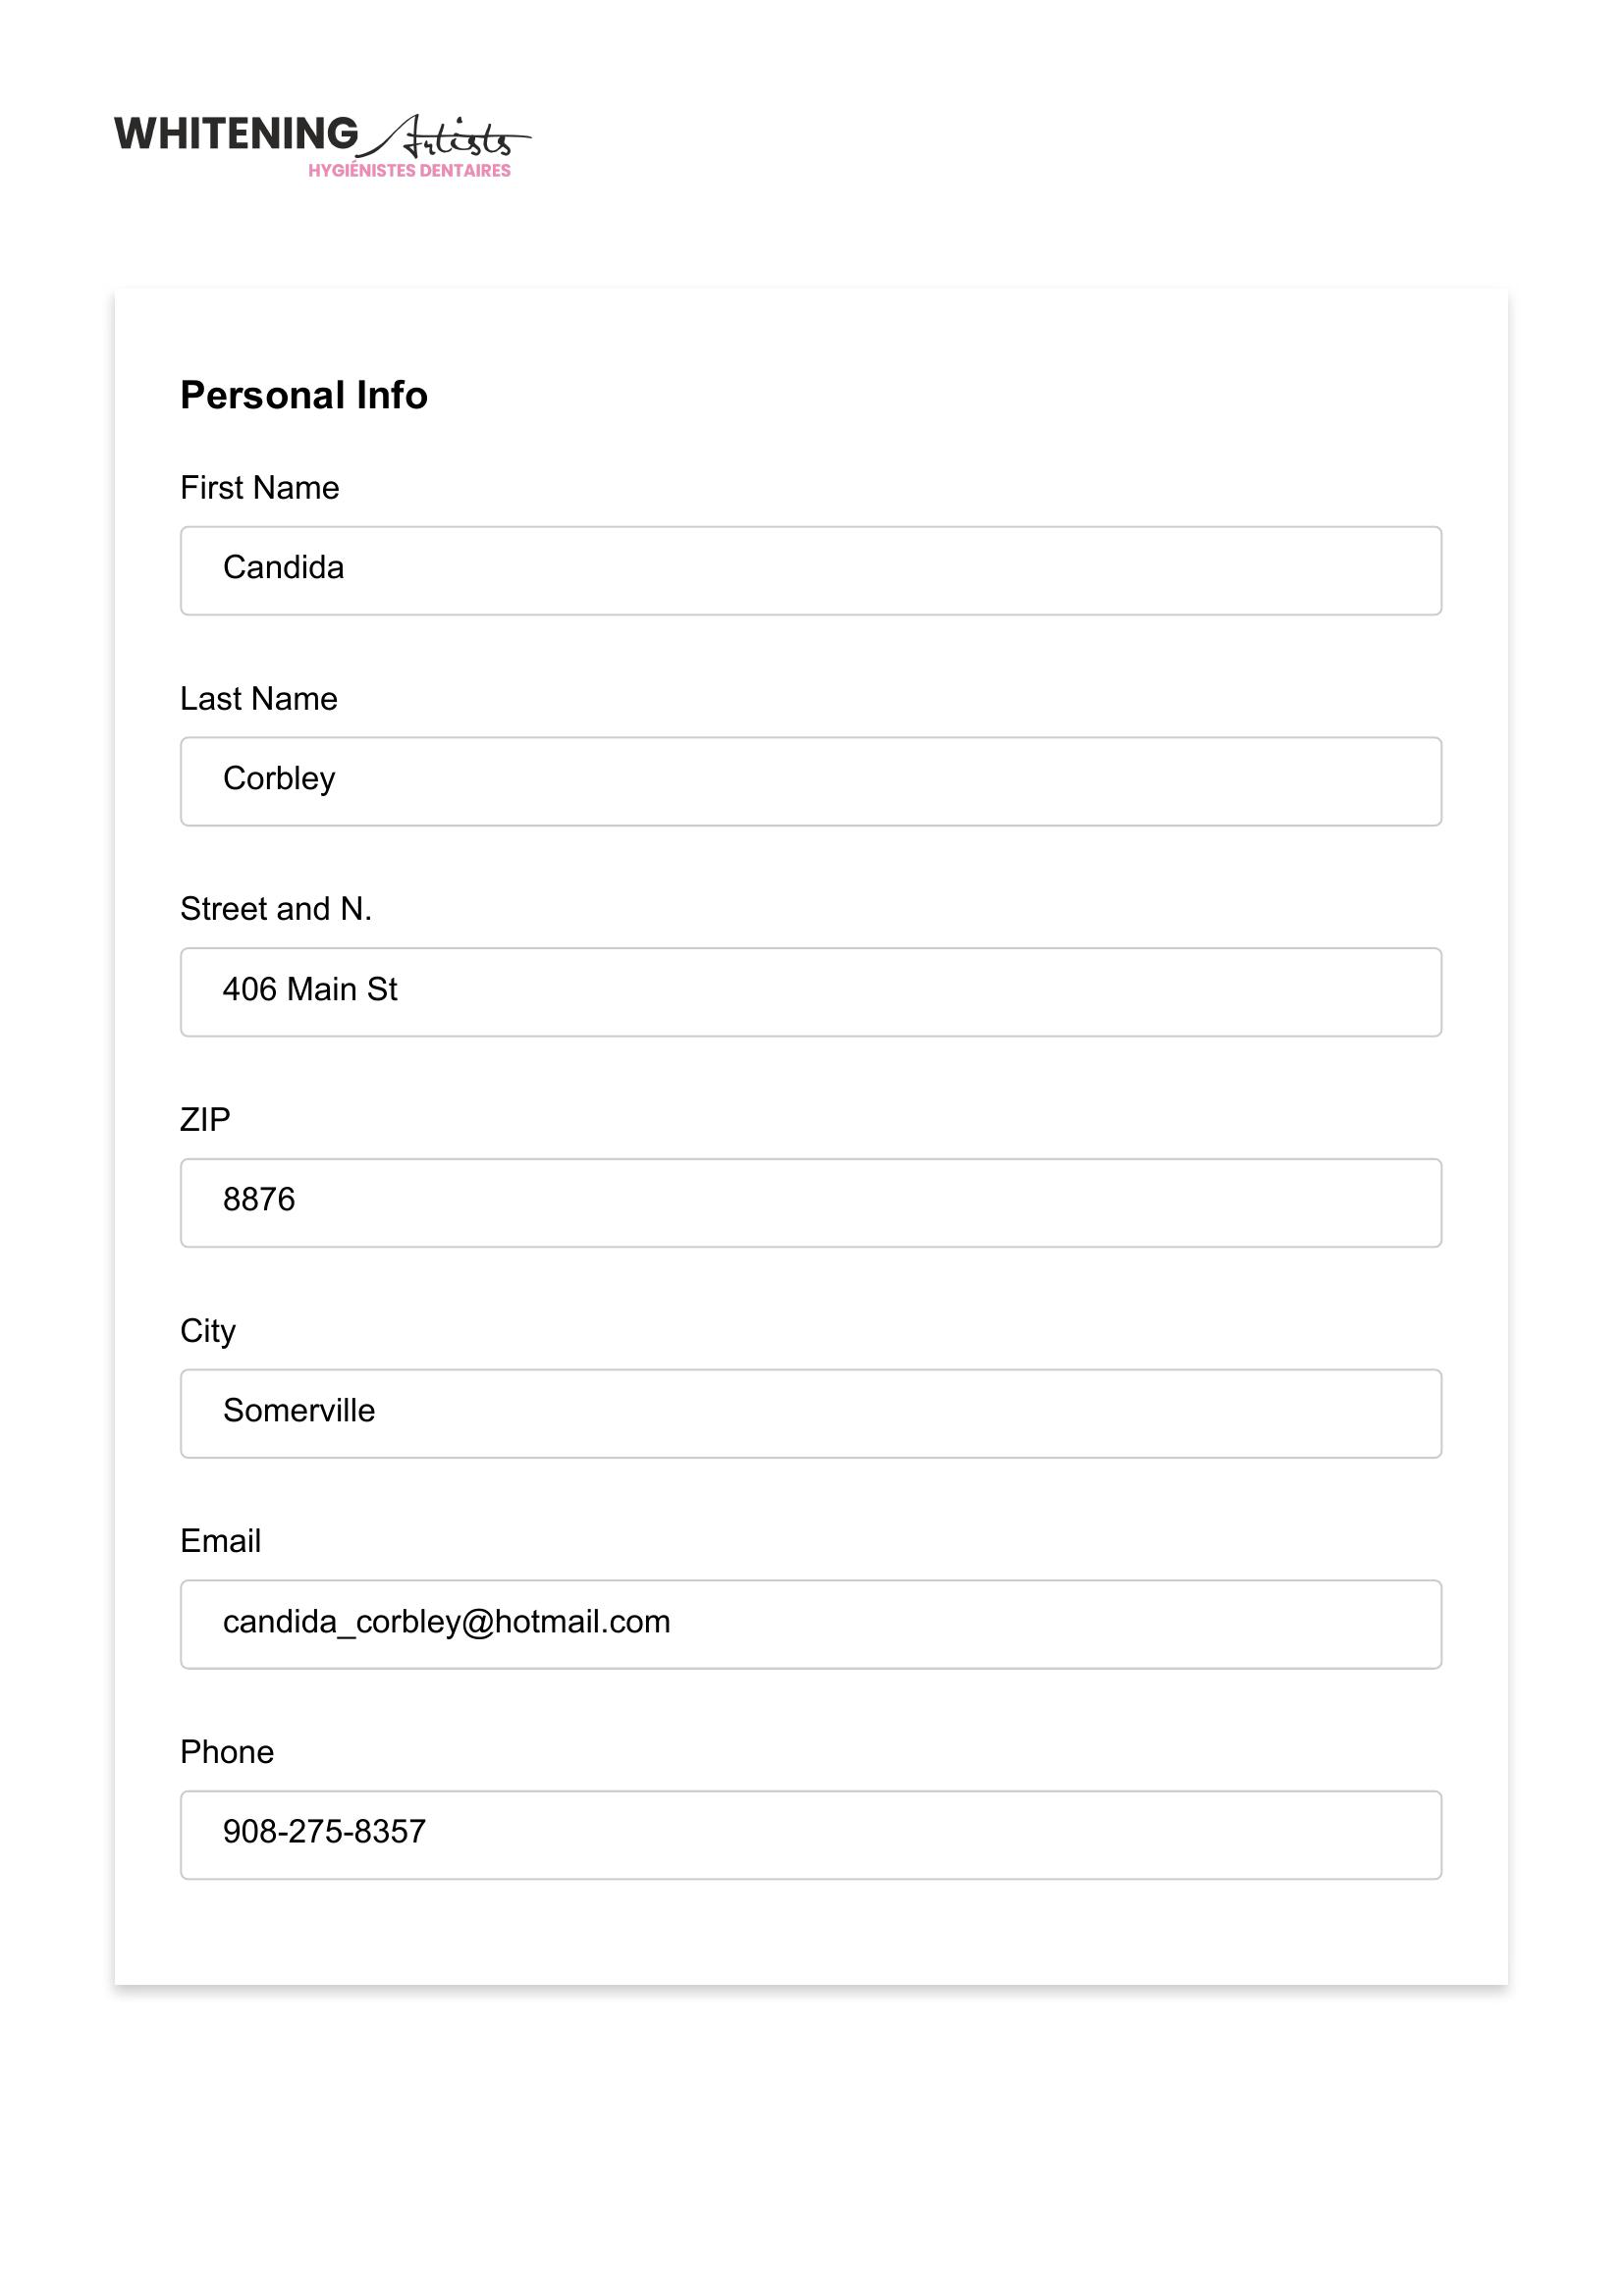 WHITENING Artists
HYGIÉNISTES DENTAIRES
Personal Info
First Name
Candida
Last Name
Corbley
Street and N.
406 Main St
ZIP
8876
City
Somerville
Email
candida_corbley@hotmail.com
Phone
908-275-8357